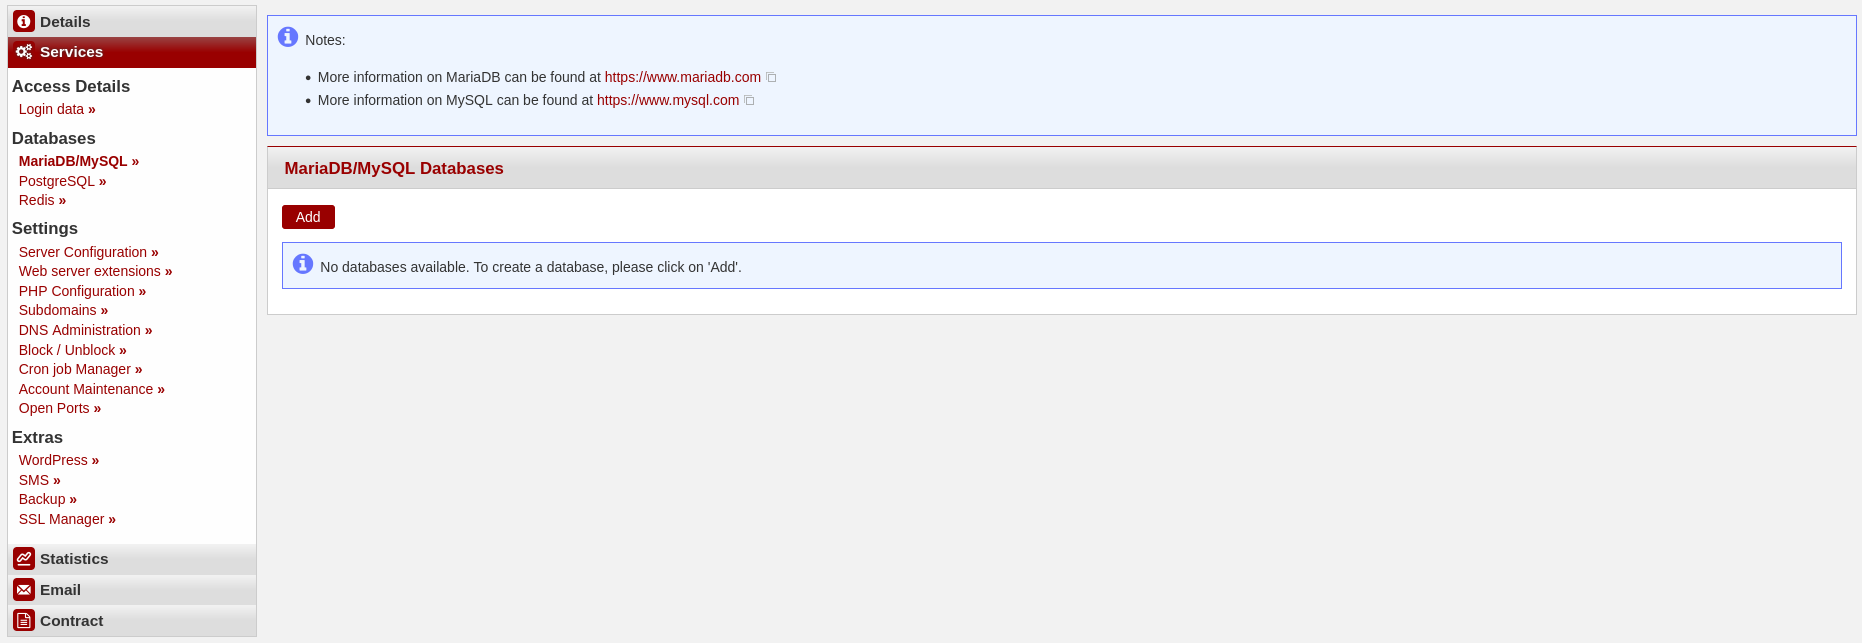 Details
Services
Access Details
Login data »
Databases
MariaDB/MySQL »
PostgreSQL »
Redis »
Settings
Server Configuration »
Web server extensions »
PHP Configuration »
Subdomains »
DNS Administration »
Block / Unblock »
Cron job Manager »
Account Maintenance »
Open Ports »
Extras
WordPress »
SMS »
Backup »
SSL Manager »
Statistics
Email
Contract
Notes:
• More information on MariaDB can be found at https://www.mariadb.com
• More information on MySQL can be found at https://www.mysql.com
MariaDB/MySQL Databases
Add
No databases available. To create a database, please click on 'Add'.